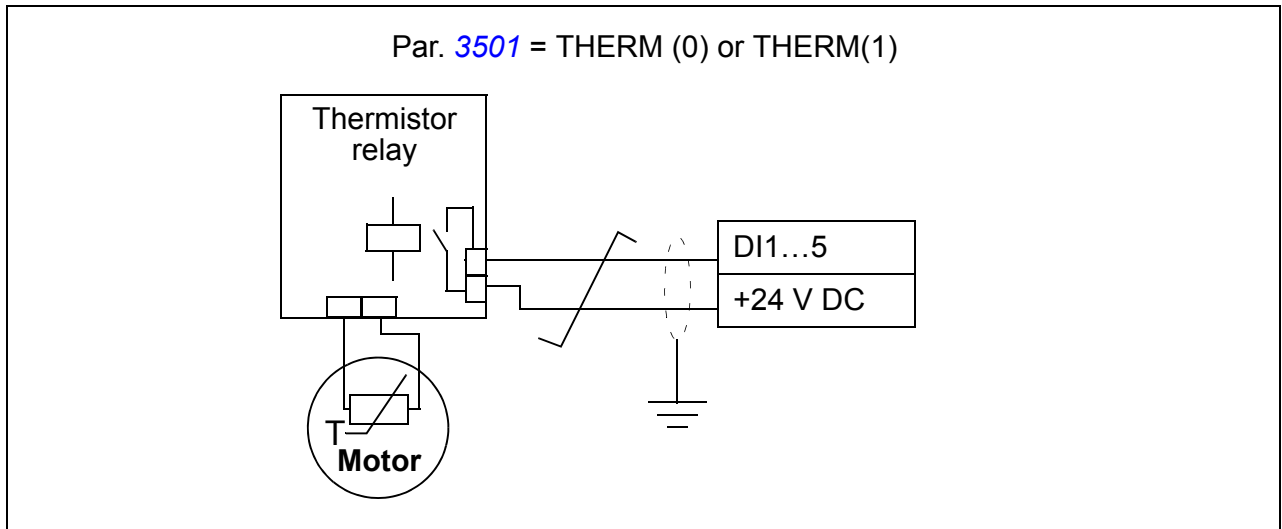 Par. 3501 = THERM (0) or THERM(1)
Thermistor
relay
DI1…5
+24 V DC
T
Motor